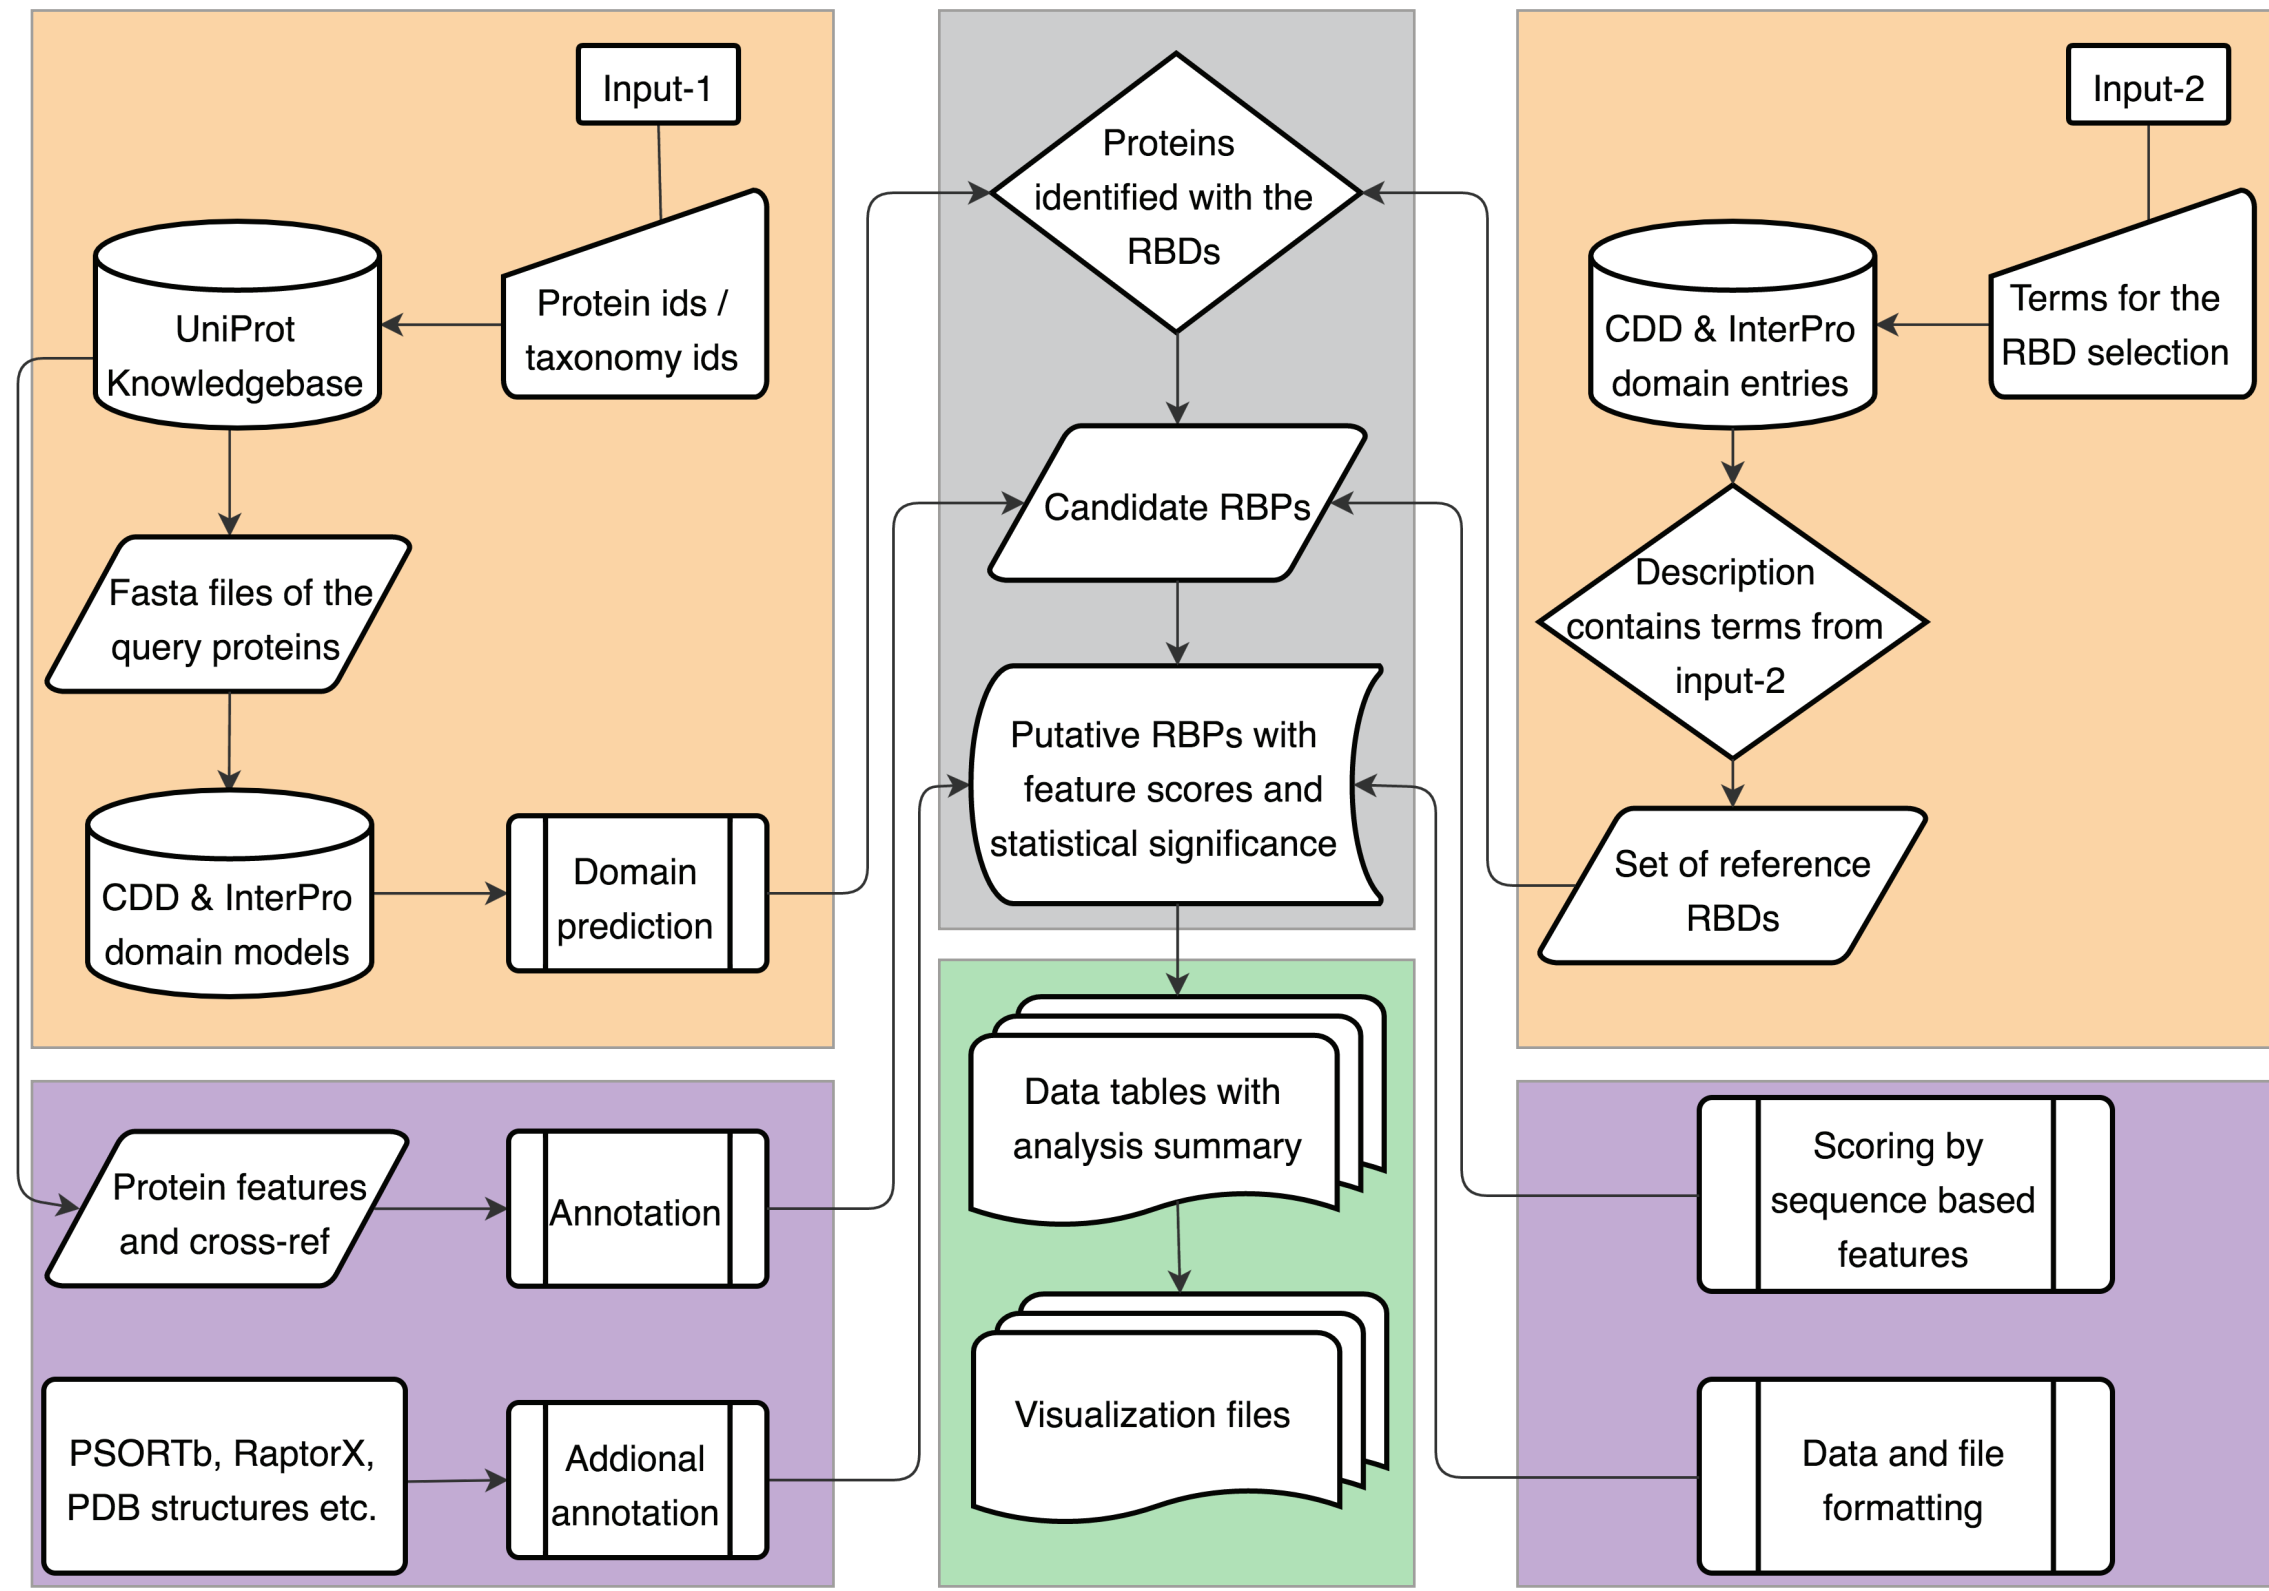 Input-1
Protein ids /
taxonomy ids
UniProt
Knowledgebase
Fasta files of the
query proteins
CDD & InterPro
domain models
Domain
prediction
Protein features
and cross-ref
Annotation
PSORTb, RaptorX,
PDB structures etc.
Addional
annotation
Proteins
identified with the
RBDs
Candidate RBPs
Putative RBPs with
feature scores and
statistical significance
Data tables with
analysis summary
Visualization files
Input-2
Terms for the
RBD selection
CDD & InterPro
domain entries
Description
contains terms from
input-2
Set of reference
RBDs
Scoring by
sequence based
features
Data and file
formatting